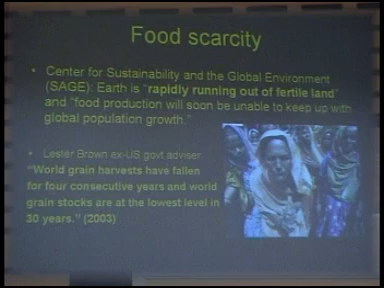 Food scarcity
• Center for Sustainability and the Global Environment
(SAGE): Earth is “rapidly running out of fertile land”
and “food production will soon be unable to keep up with
global population growth.”
• Lester Brown ex-US govt adviser:
“World grain harvests have fallen
for four consecutive years and world
grain stocks are at the lowest level in
30 years.” (2003)